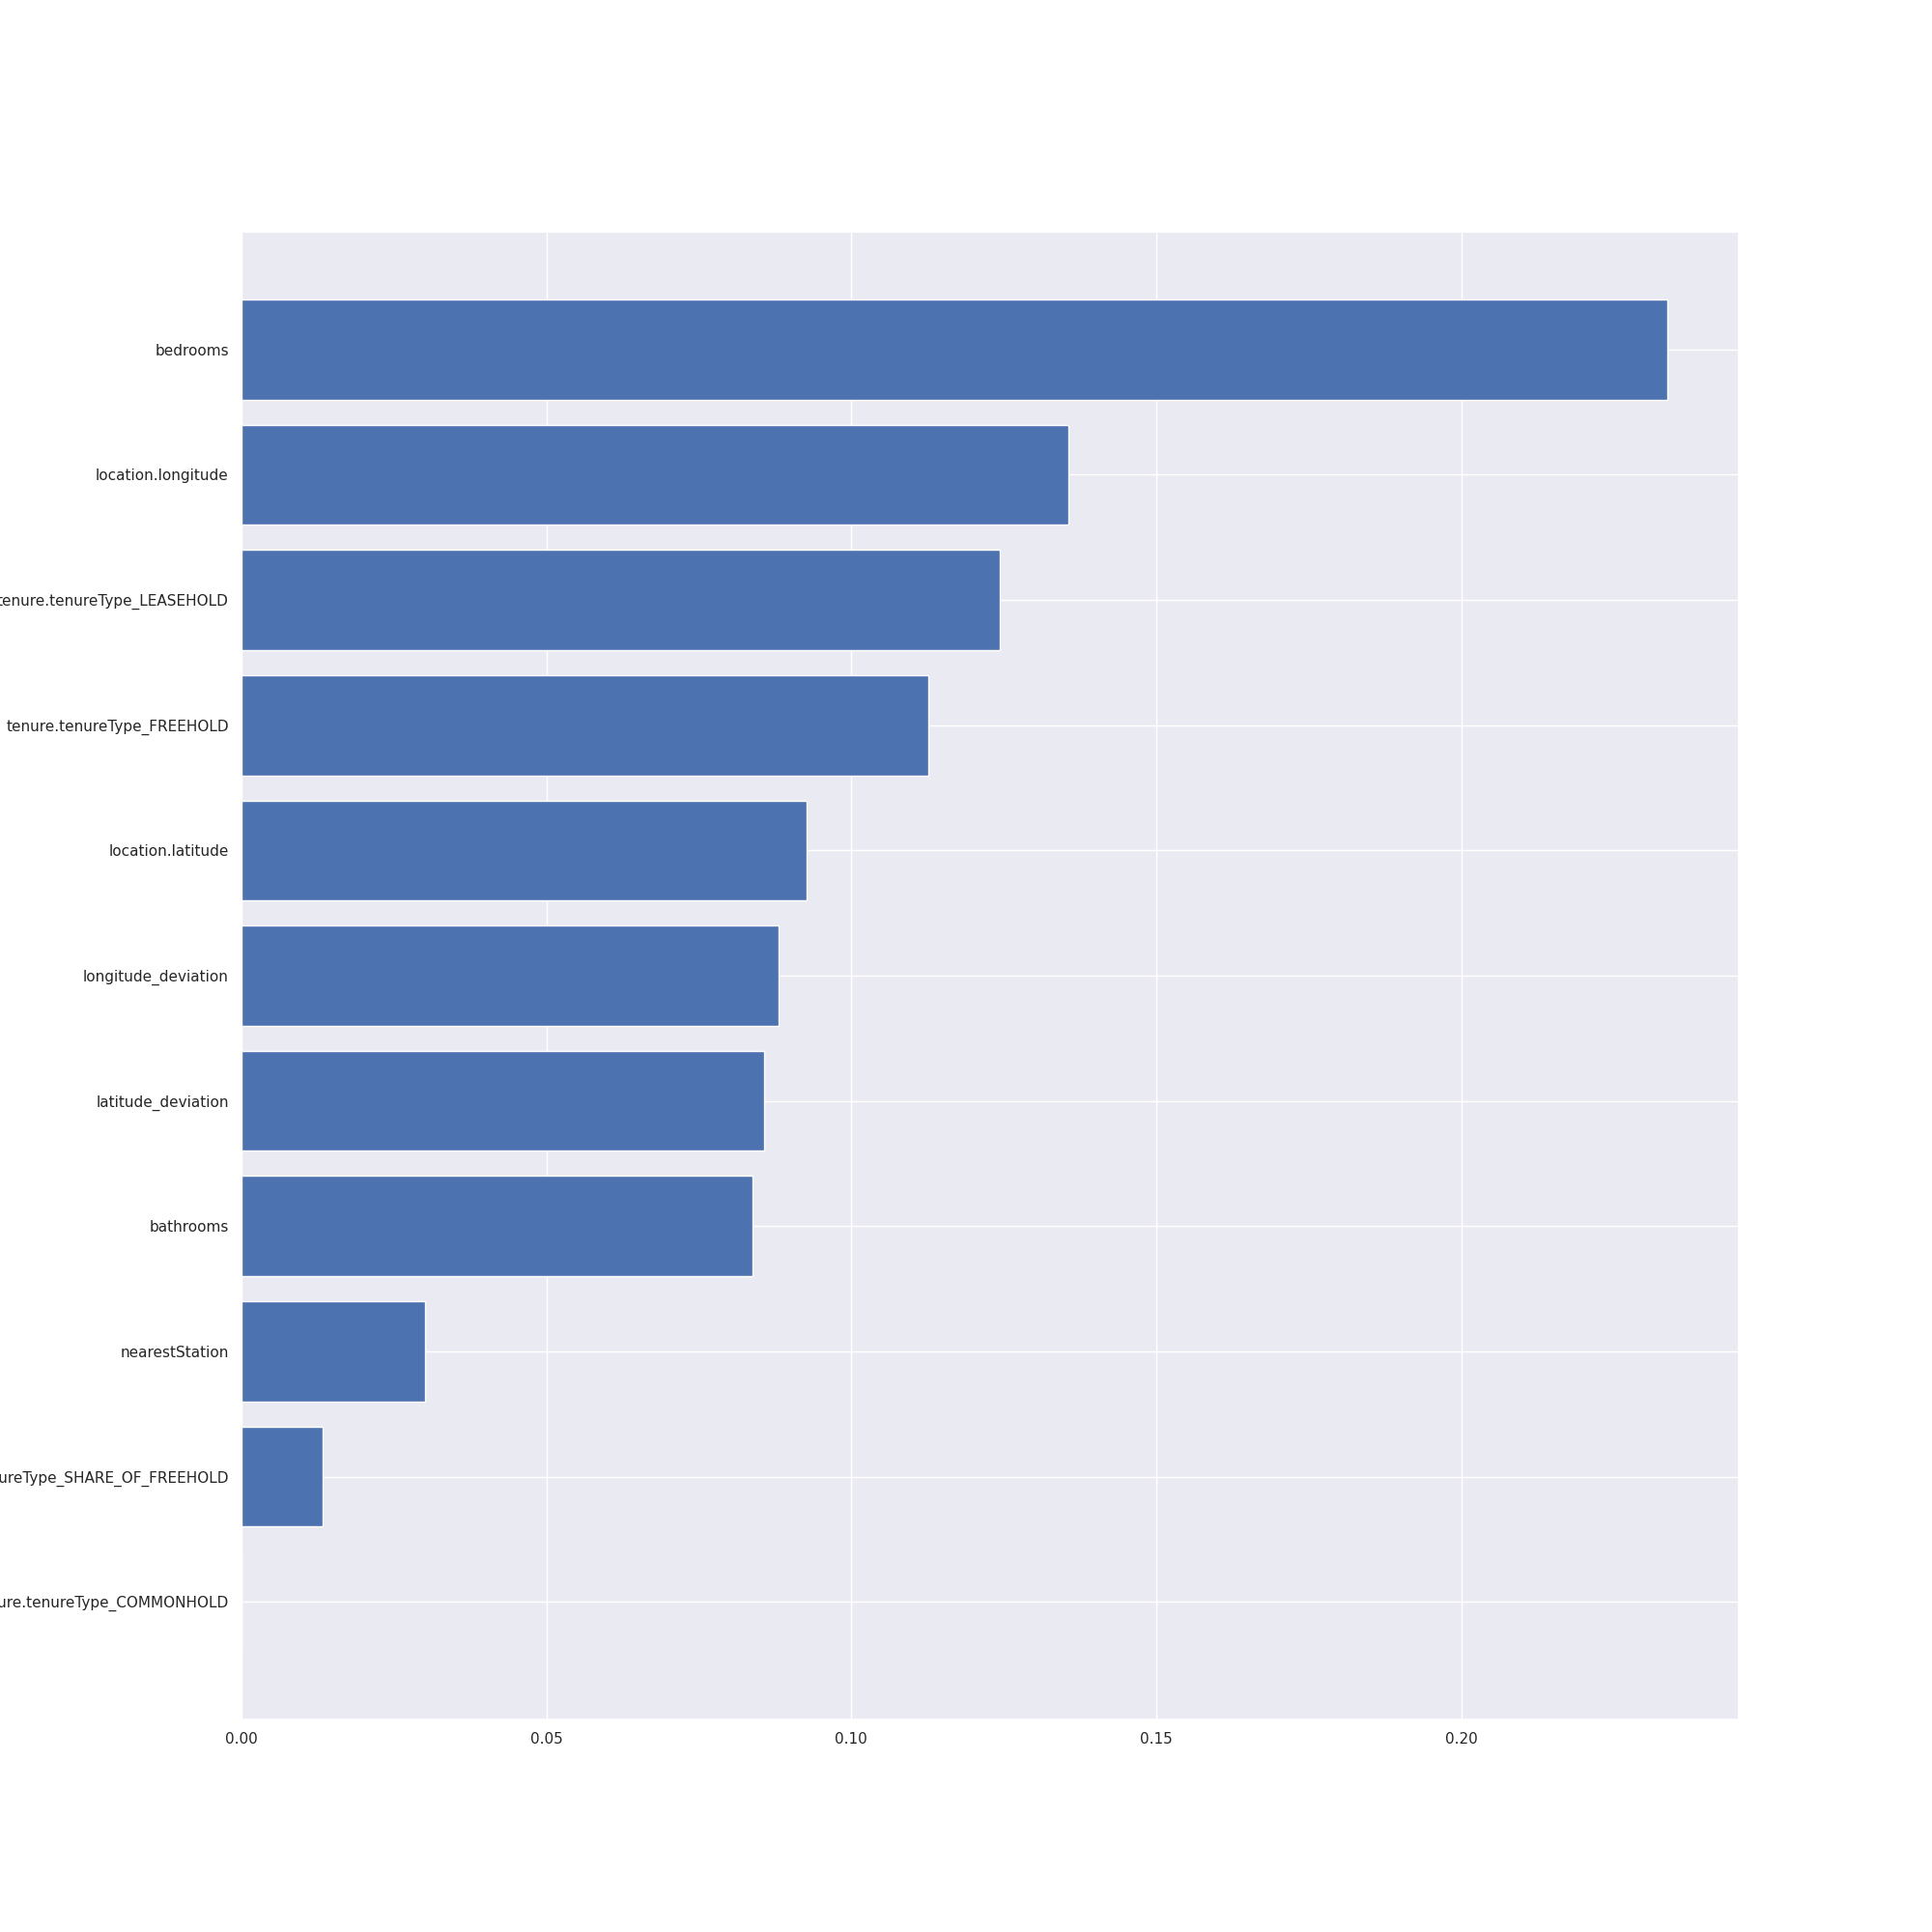 bedrooms
location.longitude
tenure.tenureType_LEASEHOLD
tenure.tenureType_FREEHOLD
location.latitude
longitude_deviation
latitude_deviation
bathrooms
nearestStation
ureType_SHARE_OF_FREEHOLD
ure.tenureType_COMMONHOLD
0.00 0.05 0.10 0.15 0.20